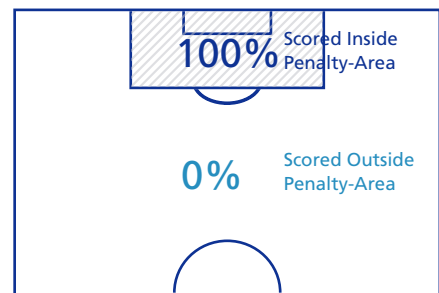 100% Scored Inside
Penalty-Area
0% Scored Outside
Penalty-Area